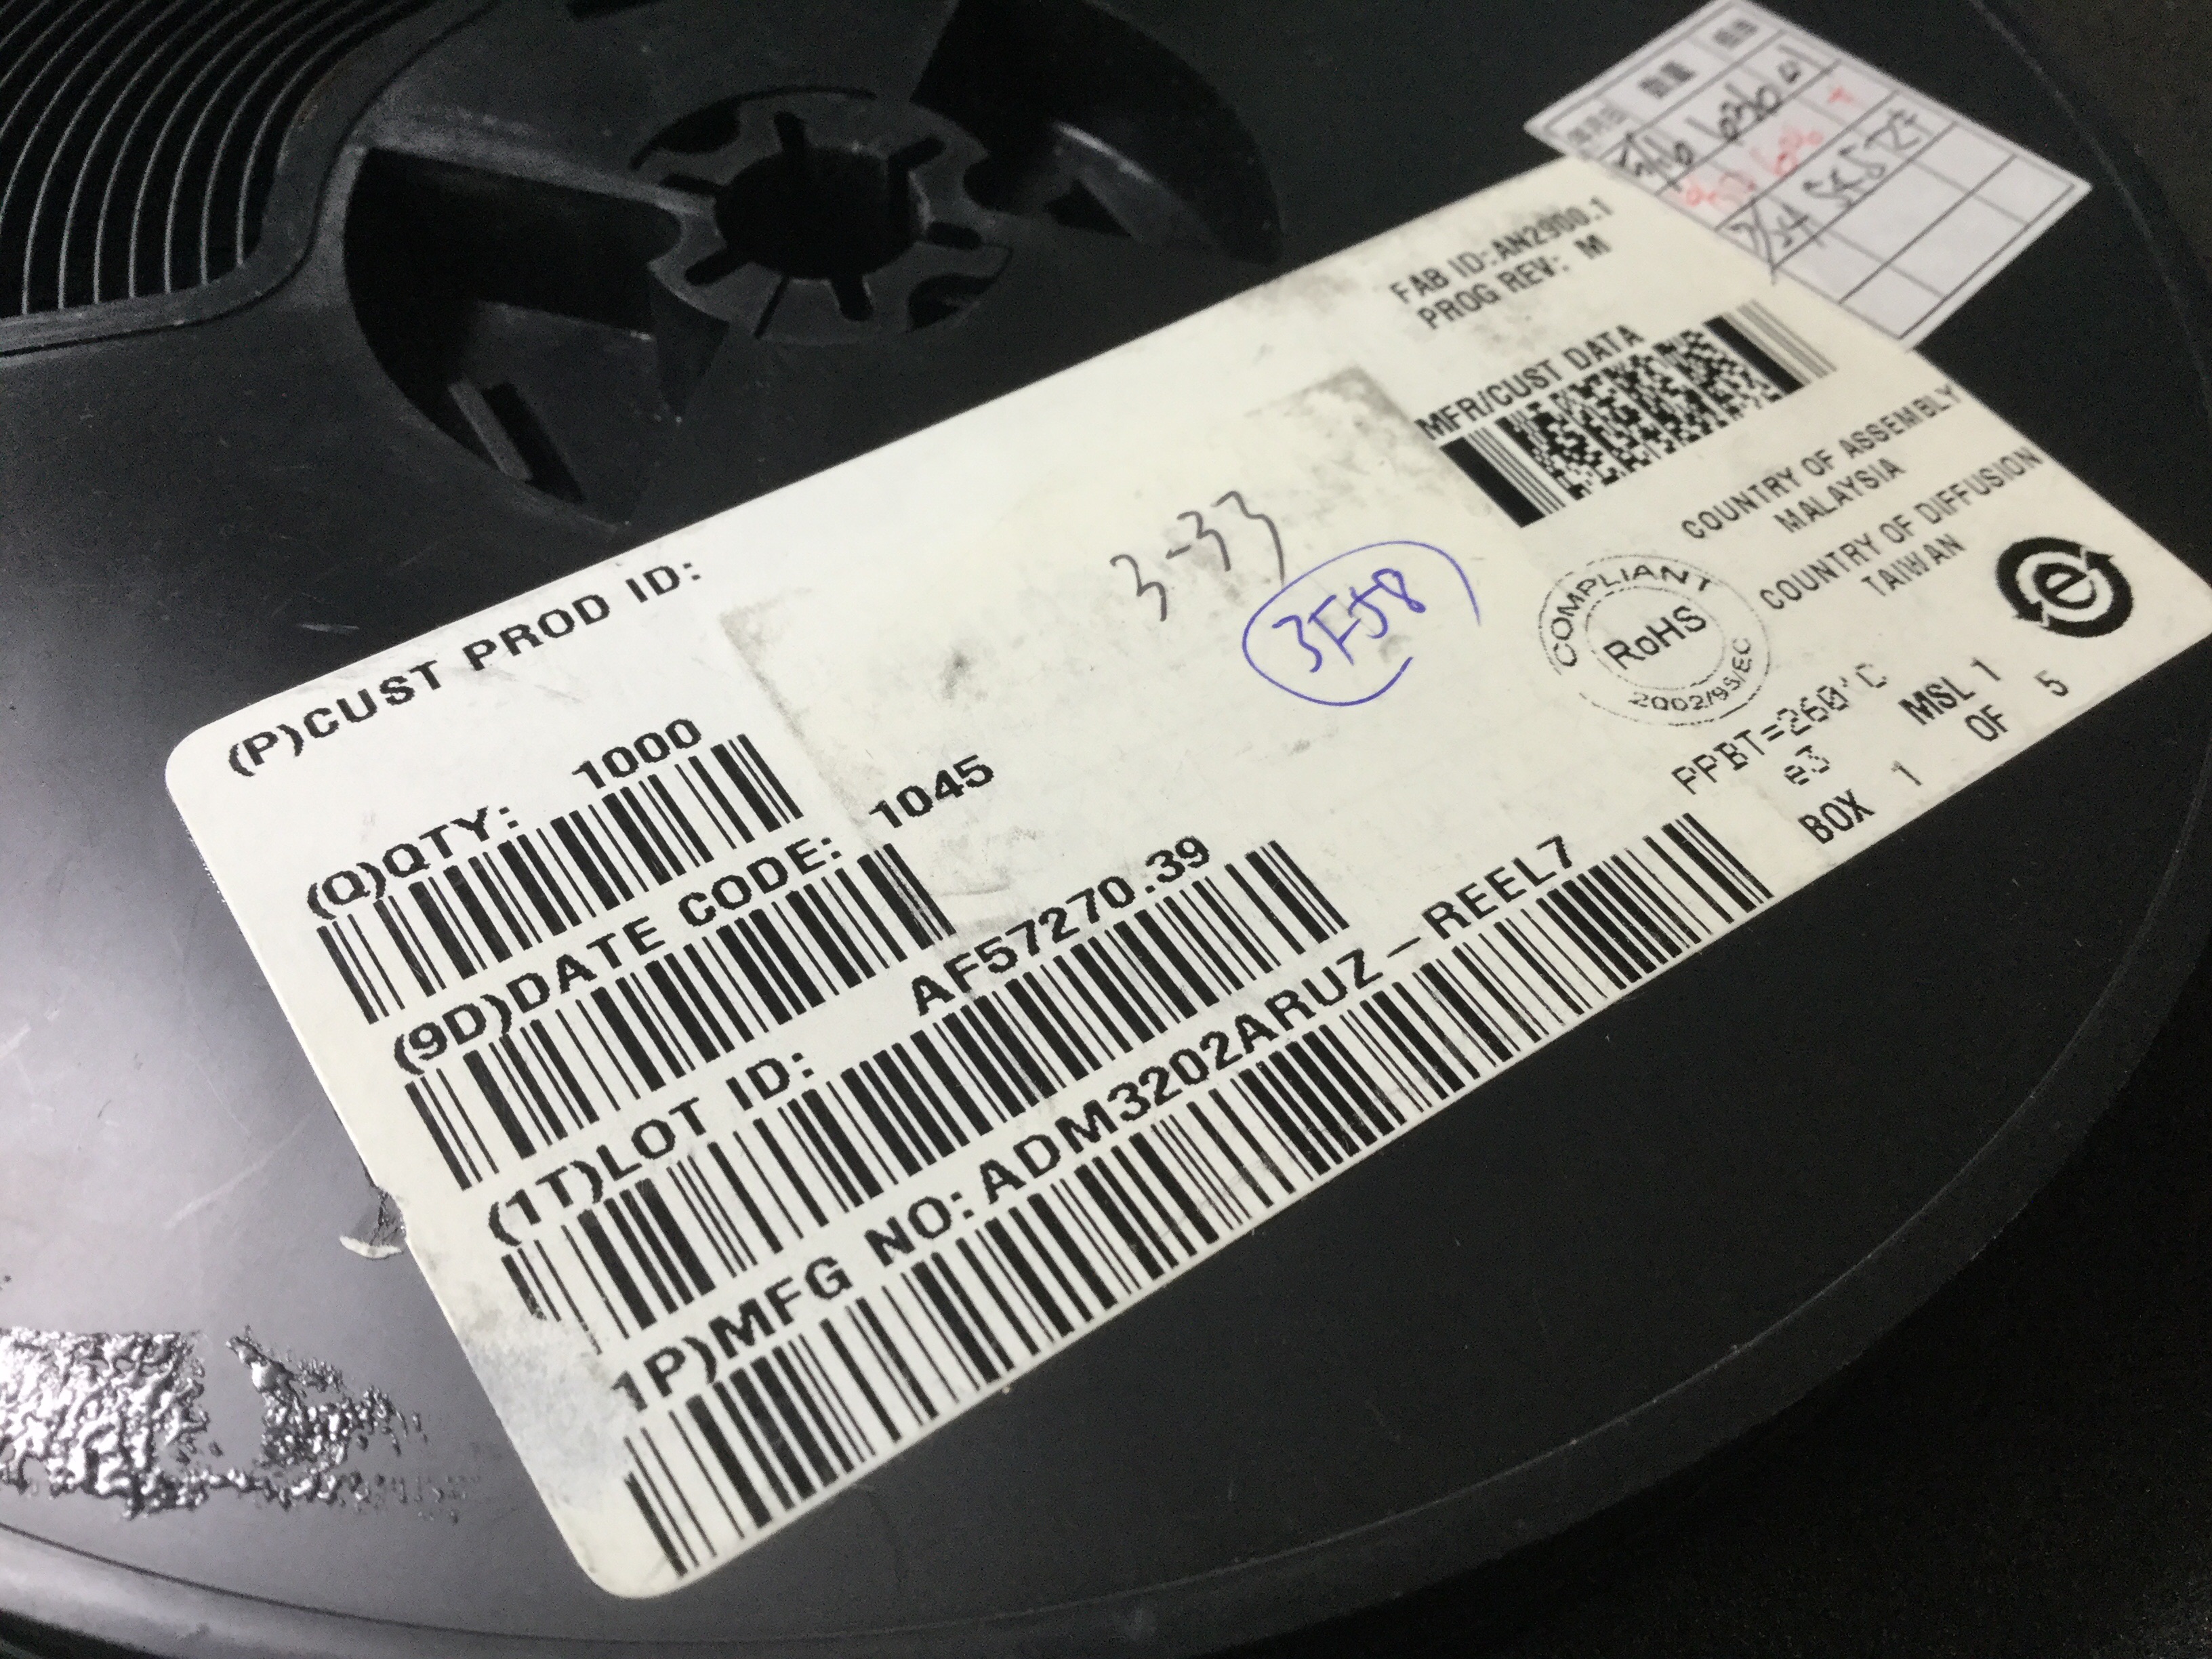 FAB ID:AN2900.1
PROG REV: M
MFR/CUST DATA
COUNTRY OF ASSEMBLY
MALAYSIA
COUNTRY OF DIFFUSION
TAIWAN
COMPLIANT
RoHS
2002/95/EC
e
PPBT=260'C
e3
MSL 1
BOX 1 OF 5
3-33
(P)CUST PROD ID:
(Q)QTY: 1000
(9D)DATE CODE: 1045
(1T)LOT ID: AF57270.39
1P)MFG NO:ADM3202ARUZ-REEL7